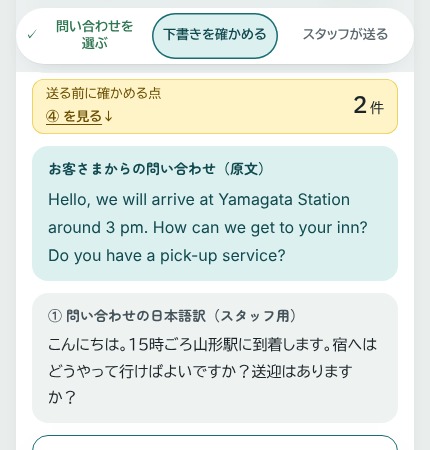 ✓ 問い合わせを
選ぶ
下書きを確かめる
スタッフが送る
送る前に確かめる点
④ を見る↓
2件
お客さまからの問い合わせ（原文）
Hello, we will arrive at Yamagata Station
around 3 pm. How can we get to your inn?
Do you have a pick-up service?
① 問い合わせの日本語訳（スタッフ用）
こんにちは。15時ごろ山形駅に到着します。宿へは
どうやって行けばよいですか？送迎はあります
か？